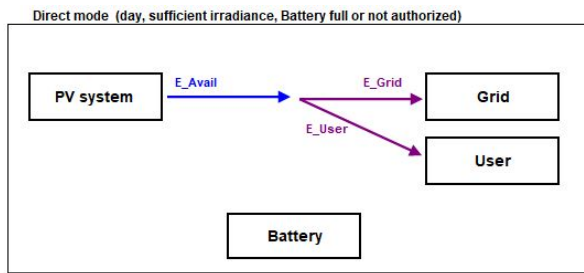 Direct mode (day, sufficient irradiance, Battery full or not authorized)
E_Avail
E_Grid
PV system
Grid
E_User
User
Battery